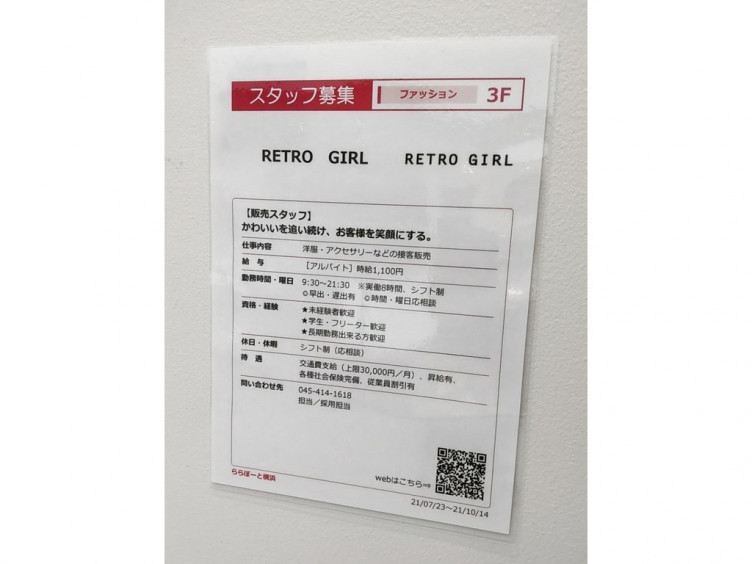 スタッフ募集 ファッション 3F
RETRO GIRL RETRO GIRL
【販売スタッフ】
かわいいを追い続け、お客様を笑顔にする。
仕事内容 洋服・アクセサリーなどの接客販売
給与 [アルバイト]時給1,100円
勤務時間・曜日 9:30～21:30 ※実働8時間、シフト制
◎早出・遅出有 ◎時間・曜日応相談
資格・経験 ★未経験者歓迎
★学生・フリーター歓迎
★長期勤務出来る方歓迎
休日・休暇 シフト制（応相談）
待遇 交通費支給（上限30,000円／月）、昇給有、
各種社会保険完備、従業員割引有
問い合わせ先 045-414-1618
担当／採用担当
ららぽーと横浜
webはこちら⇒
21/07/23～21/10/14